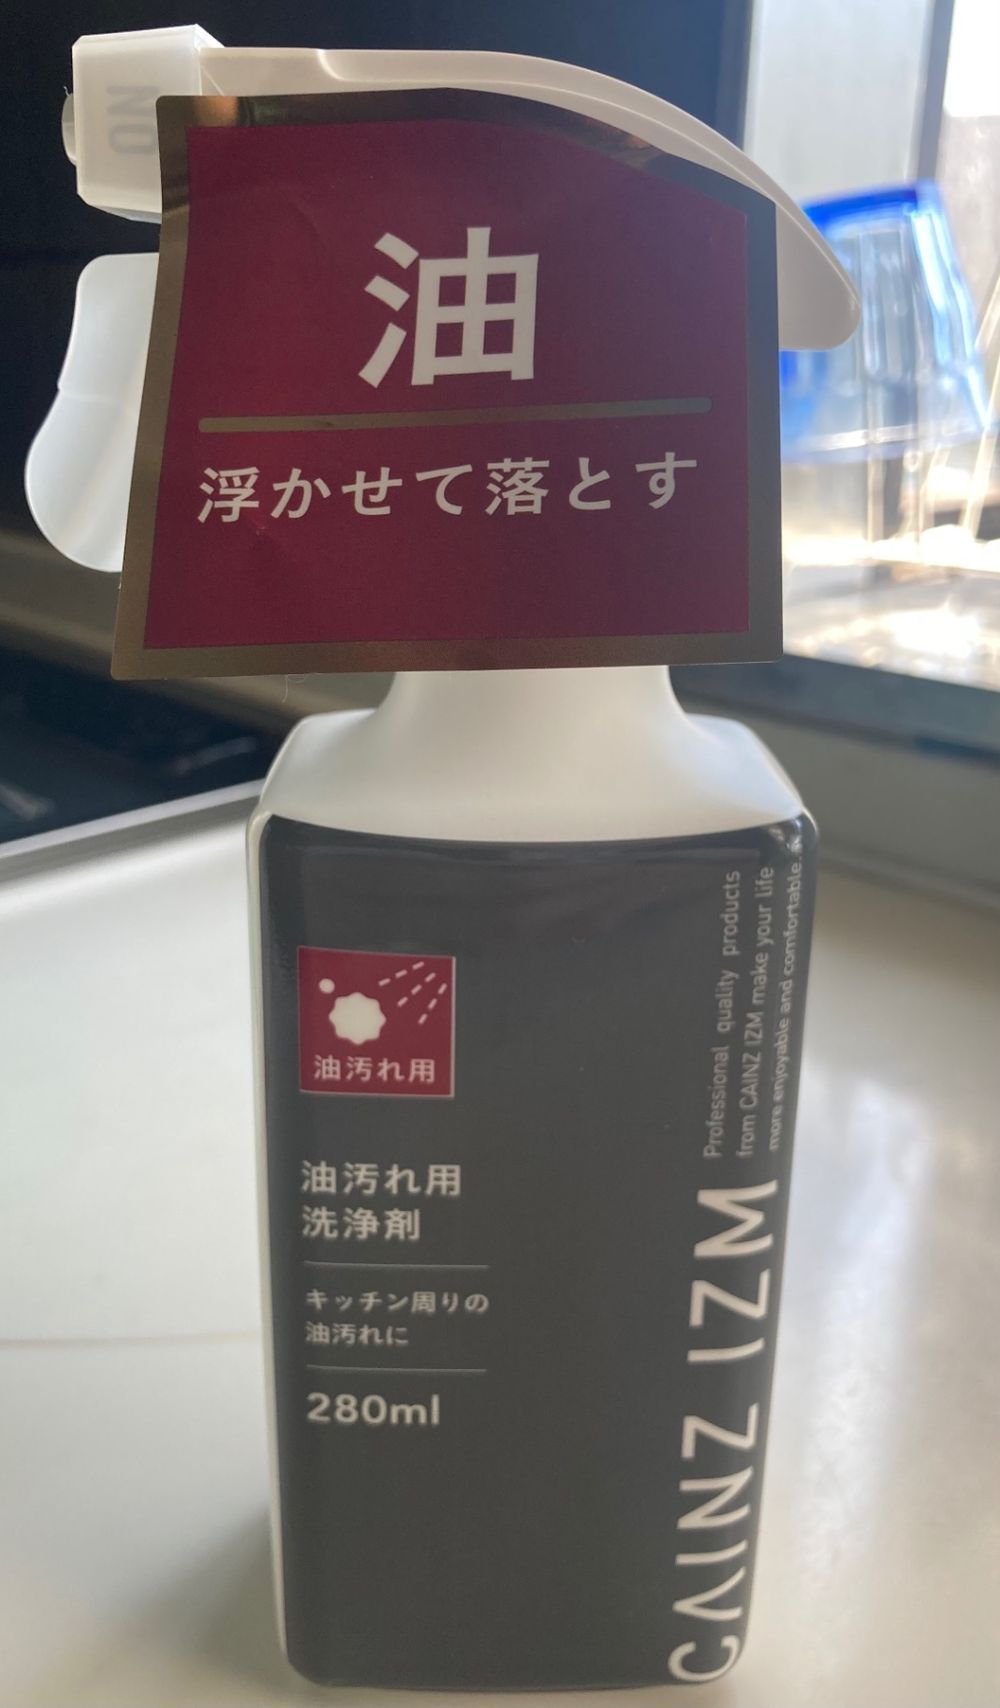 ON
油
浮かせて落とす
油汚れ用
油汚れ用
洗浄剤
キッチン周りの
油汚れに
280ml
Professional quality products
from CAINZ IZM make your life
more enjoyable and comfortable.
CAINZ IZM